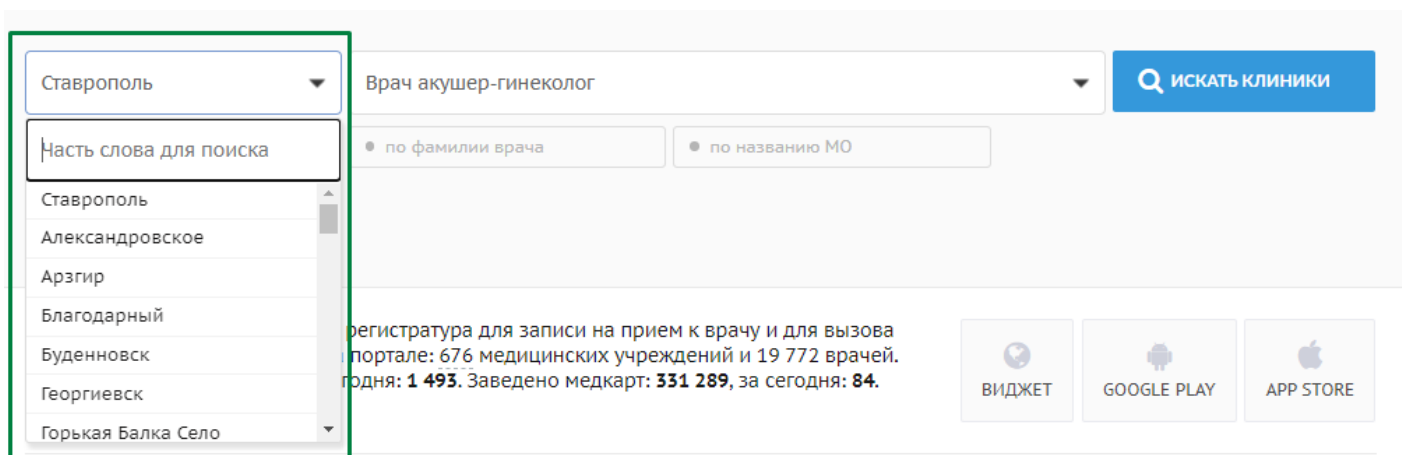 Ставрополь
Врач акушер-гинеколог
ИСКАТЬ КЛИНИКИ
Часть слова для поиска
по фамилии врача
по названию МО
Ставрополь
Александровское
Арзгир
Благодарный
Буденновск
Георгиевск
Горькая Балка Село
регистратура для записи на прием к врачу и для вызова
портале: 676 медицинских учреждений и 19 772 врачей.
одня: 1 493. Заведено медкарт: 331 289, за сегодня: 84.
ВИДЖЕТ
GOOGLE PLAY
APP STORE